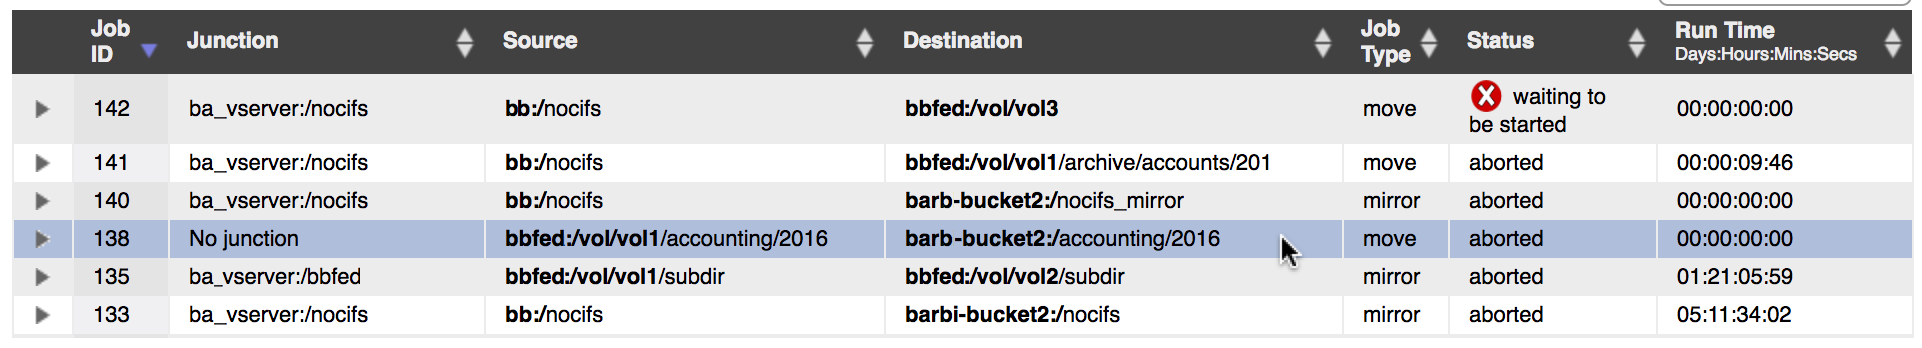 Job ID Junction Source Destination Job Type Status Run Time Days:Hours:Mins:Secs
142 ba_vserver:/nocifs bb:/nocifs bbfed:/vol/vol3 move waiting to be started 00:00:00:00
141 ba_vserver:/nocifs bb:/nocifs bbfed:/vol/vol1/archive/accounts/201 move aborted 00:00:09:46
140 ba_vserver:/nocifs bb:/nocifs barb-bucket2:/nocifs_mirror mirror aborted 00:00:00:00
138 No junction bbfed:/vol/vol1/accounting/2016 barb-bucket2:/accounting/2016 move aborted 00:00:00:00
135 ba_vserver:/bbfed bbfed:/vol/vol1/subdir bbfed:/vol/vol2/subdir mirror aborted 01:21:05:59
133 ba_vserver:/nocifs bb:/nocifs barbi-bucket2:/nocifs mirror aborted 05:11:34:02